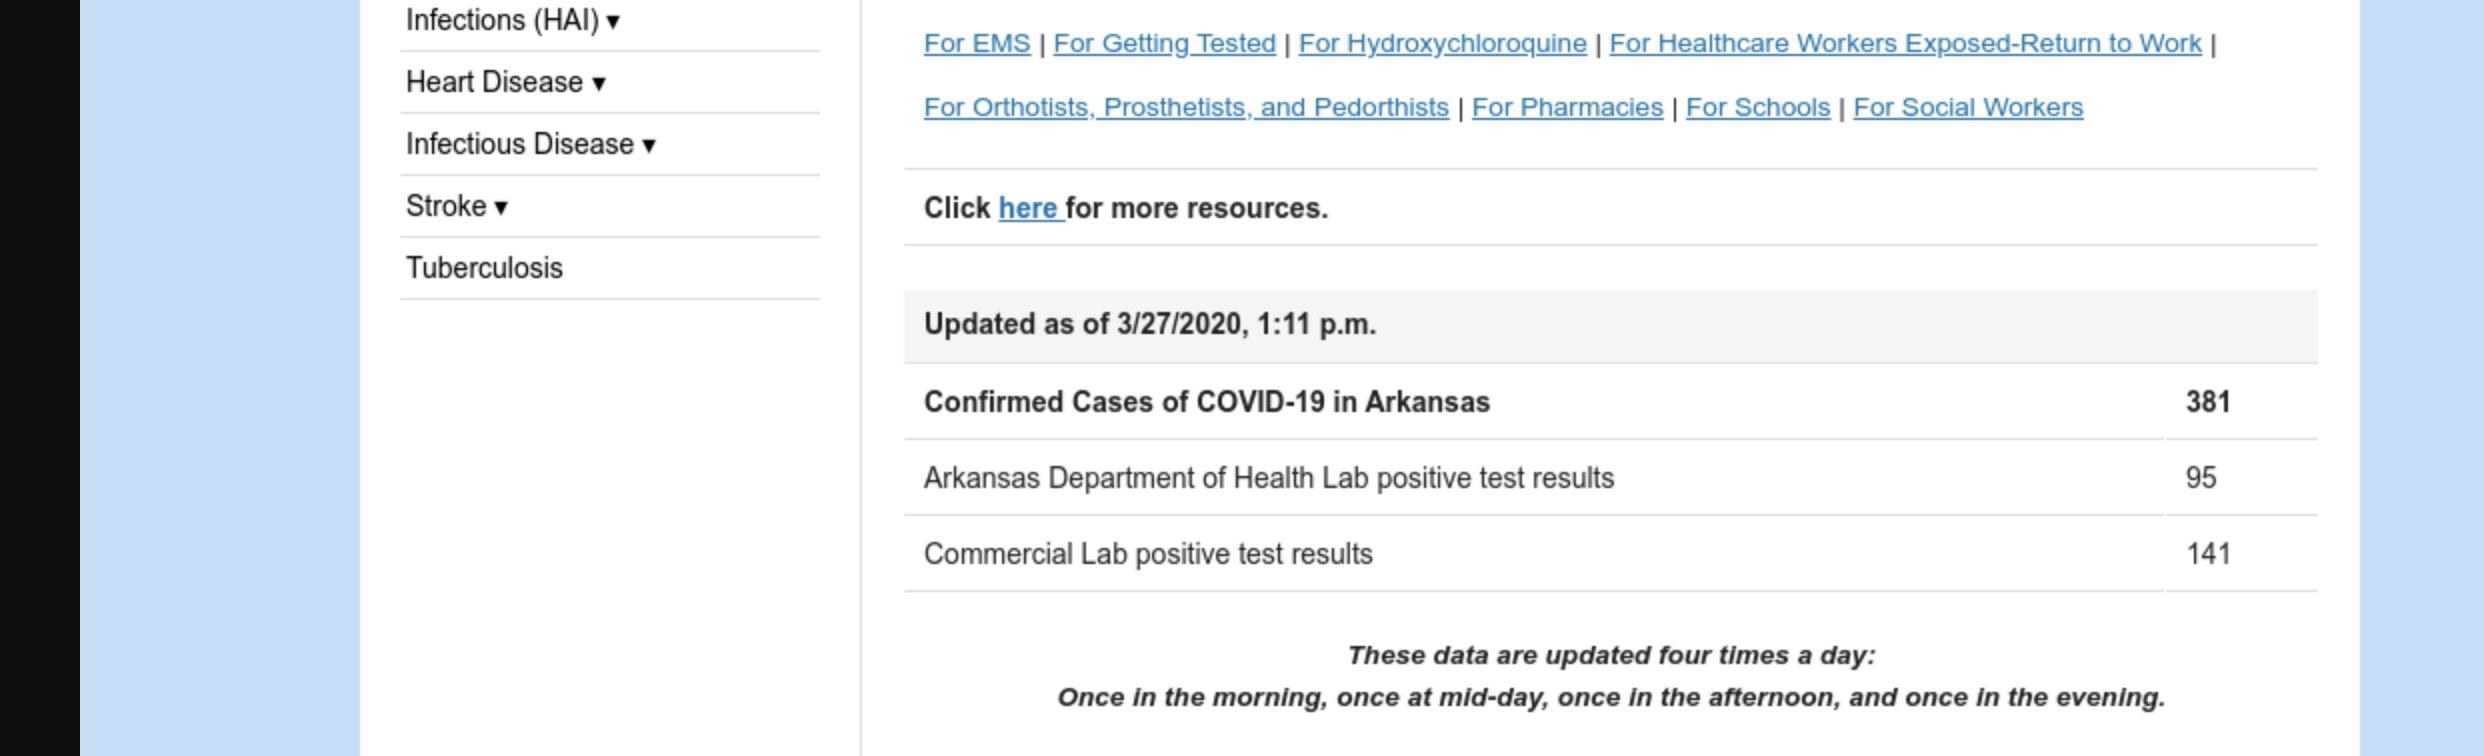 Infections (HAI) ▾
Heart Disease ▾
Infectious Disease ▾
Stroke ▾
Tuberculosis
For EMS | For Getting Tested | For Hydroxychloroquine | For Healthcare Workers Exposed-Return to Work |
For Orthotists, Prosthetists, and Pedorthists | For Pharmacies | For Schools | For Social Workers
Click here for more resources.
Updated as of 3/27/2020, 1:11 p.m.
Confirmed Cases of COVID-19 in Arkansas 381
Arkansas Department of Health Lab positive test results 95
Commercial Lab positive test results 141
These data are updated four times a day:
Once in the morning, once at mid-day, once in the afternoon, and once in the evening.